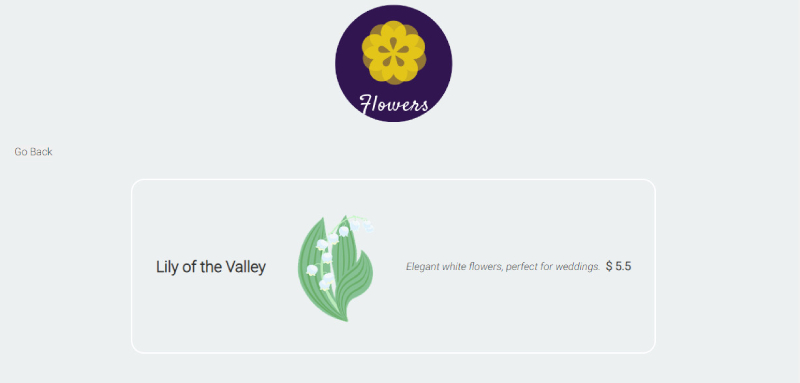 Flowers
Go Back
Lily of the Valley
Elegant white flowers, perfect for weddings. $ 5.5